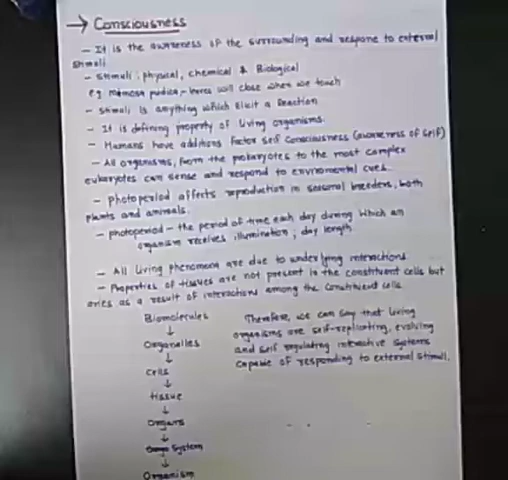 → Consciousness
- It is the awareness of the surrounding and response to external
stimuli
- stimuli: physical, chemical & Biological
e.g. mimosa pudica, leaves will close when we touch
- stimuli is anything which elicit a reaction
- It is defining property of living organisms.
- Humans have additions factor self consciousness (awareness of self)
- All organisms, from the prokaryotes to the most complex
eukaryotes can sense and respond to enviromental cues.
- photoperiod affects reproduction in seasonal breeders, both
plants and animals.
- photoperiod - the period of time each day during which an
organism receives illumination; day length
- All living phenomena are due to underlying interactions
- Properties of tissues are not present in the constituent cells but
aries as a result of interactions among the constituent cells.
Biomolecules
↓
Organelles
↓
cells
↓
tissue
↓
Organs
↓
System
↓
Organism
Therefore, we can say that living
organisms are self-replicating, evolving
and self regulating interactive systems
capable of responding to external stimuli.